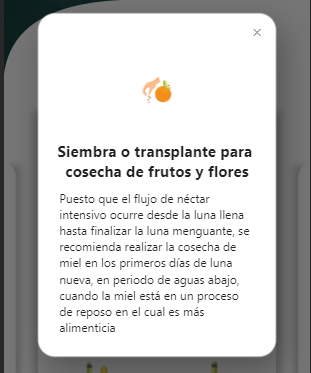 ×
Siembra o transplante para
cosecha de frutos y flores
Puesto que el flujo de néctar
intensivo ocurre desde la luna llena
hasta finalizar la luna menguante, se
recomienda realizar la cosecha de
miel en los primeros días de luna
nueva, en periodo de aguas abajo,
cuando la miel está en un proceso
de reposo en el cual es más
alimenticia